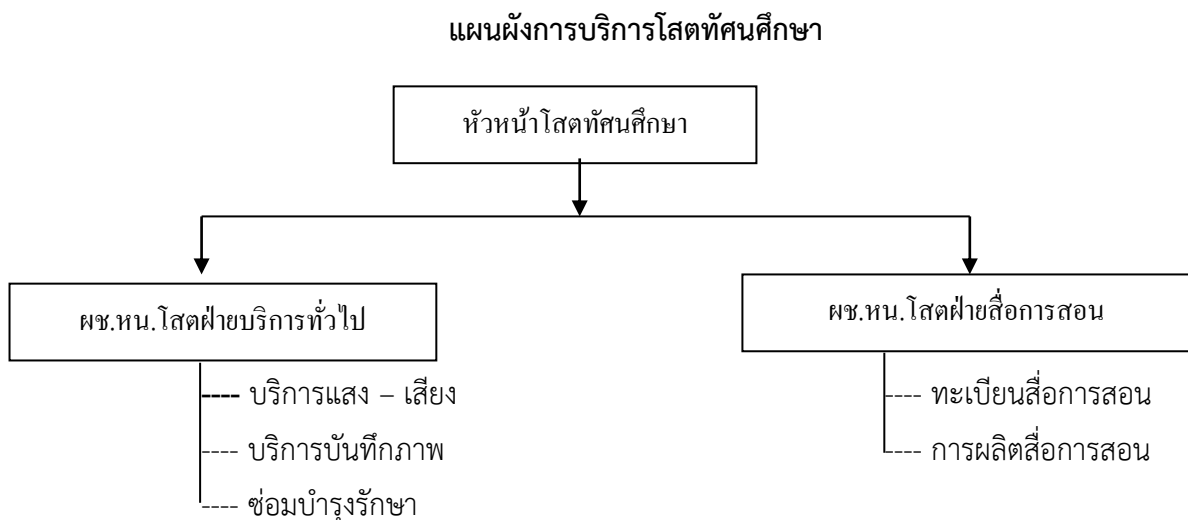 แผนผังการบริการโสตทัศนศึกษา
หัวหน้าโสตทัศนศึกษา
ผช.หน.โสตฝ่ายบริการทั่วไป
ผช.หน.โสตฝ่ายสื่อการสอน
---- บริการแสง – เสียง
---- ทะเบียนสื่อการสอน
---- บริการบันทึกภาพ
---- การผลิตสื่อการสอน
---- ซ่อมบำรุงรักษา